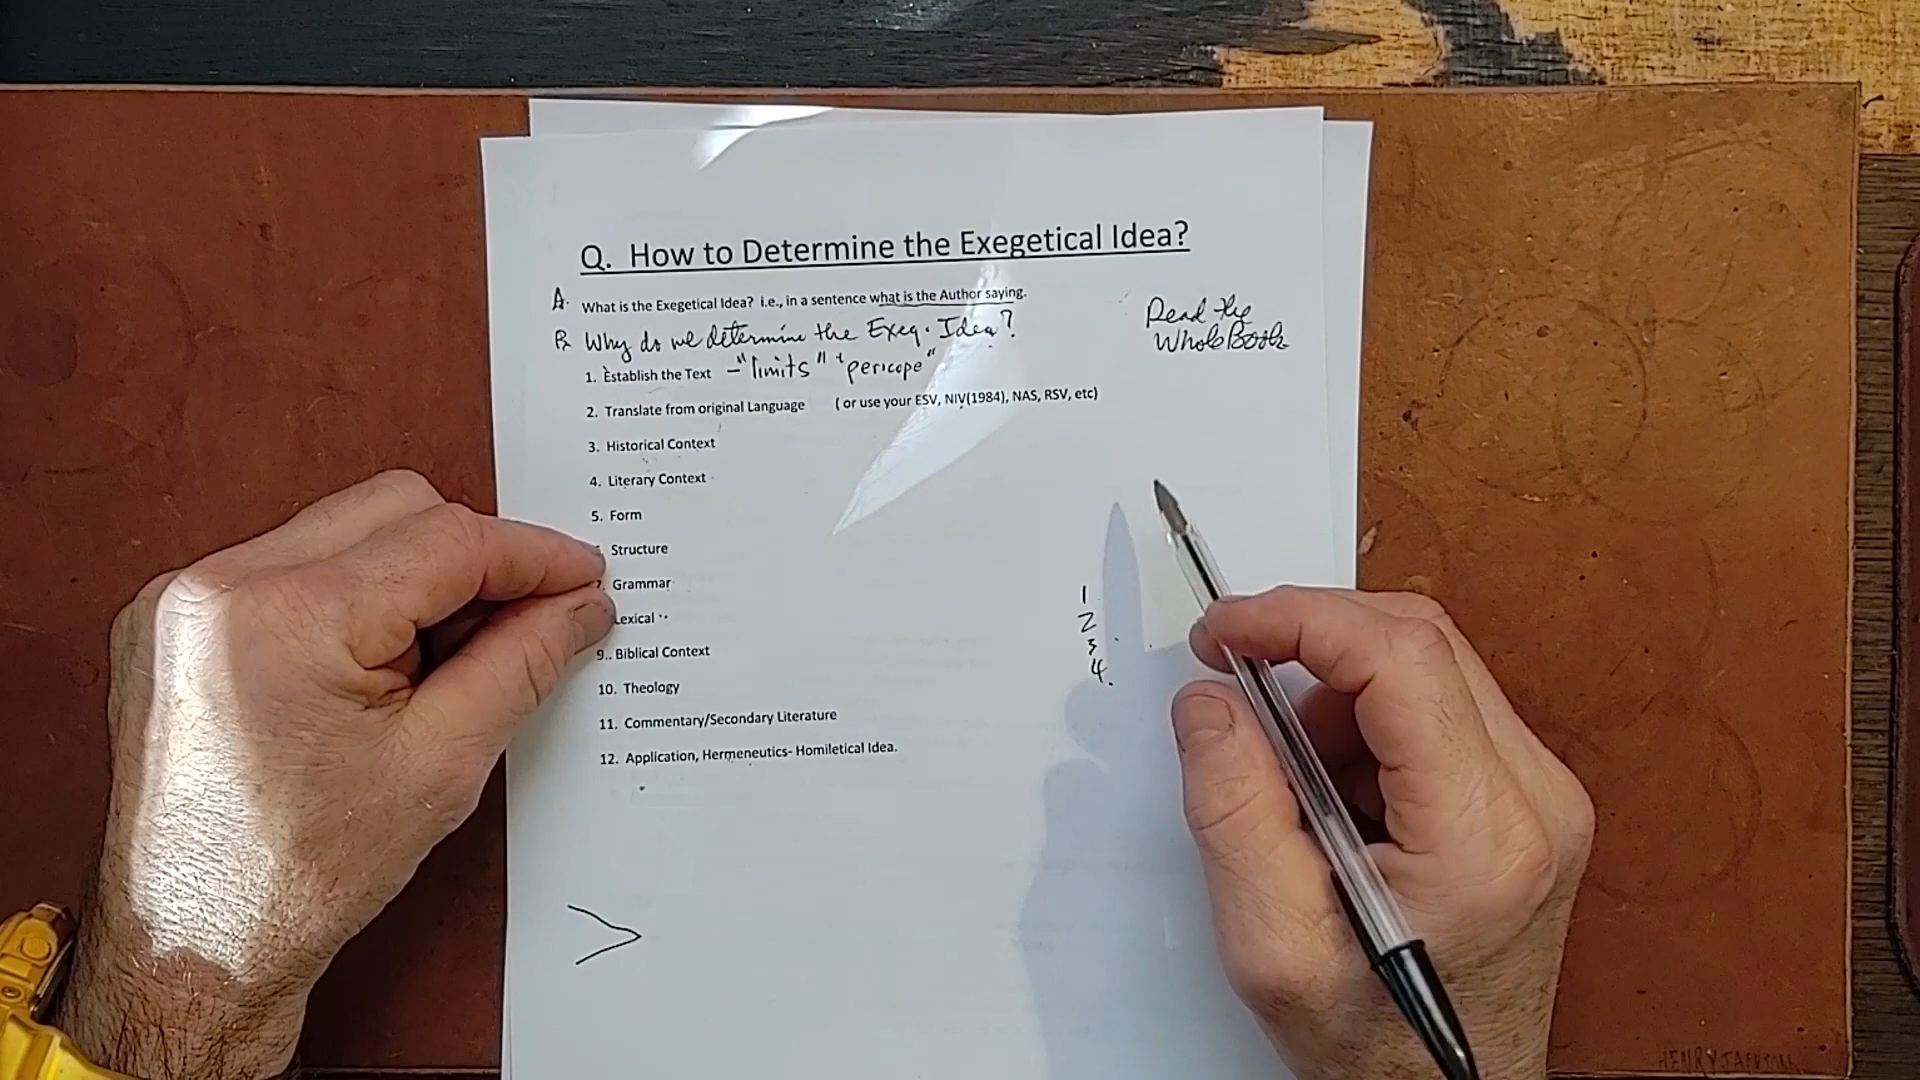 Q. How to Determine the Exegetical Idea?
A. What is the Exegetical Idea? i.e., in a sentence what is the Author saying.
Read the
Whole Book
B. Why do we determine the Exeg. Idea?
1. Establish the Text - "limits" + "pericope"
2. Translate from original Language ( or use your ESV, NIV(1984), NAS, RSV, etc)
3. Historical Context
4. Literary Context
5. Form
Structure
7. Grammar
Lexical
9.. Biblical Context
10. Theology
11. Commentary/Secondary Literature
12. Application, Hermeneutics- Homiletical Idea.
1
2
3
4.